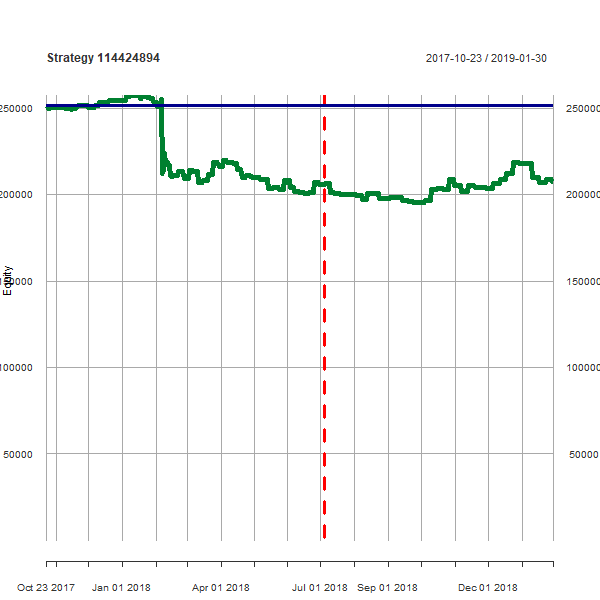 Strategy 114424894 2017-10-23 / 2019-01-30
250000 250000
200000 200000
150000 150000
Equity
100000 100000
50000 50000
Oct 23 2017 Jan 01 2018 Apr 01 2018 Jul 01 2018 Sep 01 2018 Dec 01 2018